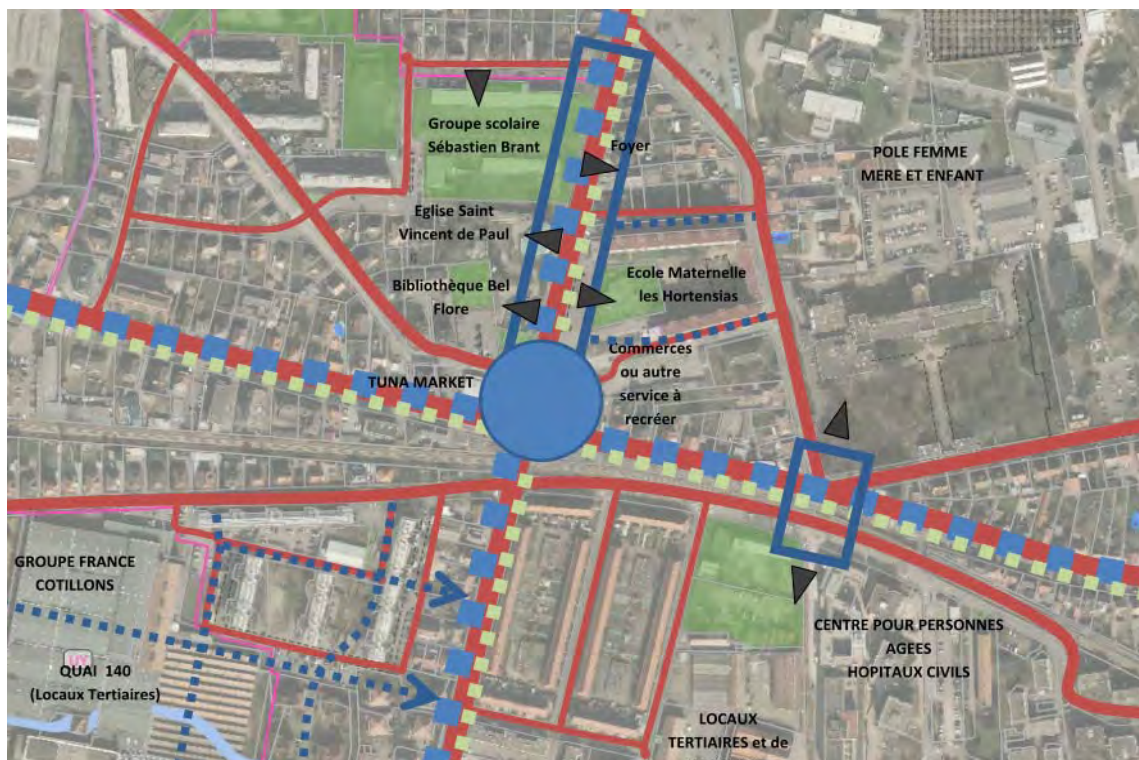 Groupe scolaire
Sébastien Brant
Foyer
POLE FEMME
MERE ET ENFANT
Eglise Saint
Vincent de Paul
Bibliothèque Bel
Flore
Ecole Maternelle
les Hortensias
TUNA MARKET
Commerces
ou autre
service à
recréer
GROUPE FRANCE
COTILLONS
QUAI 140
(Locaux Tertiaires)
UY
CENTRE POUR PERSONNES
AGEES
HOPITAUX CIVILS
LOCAUX
TERTIAIRES et de